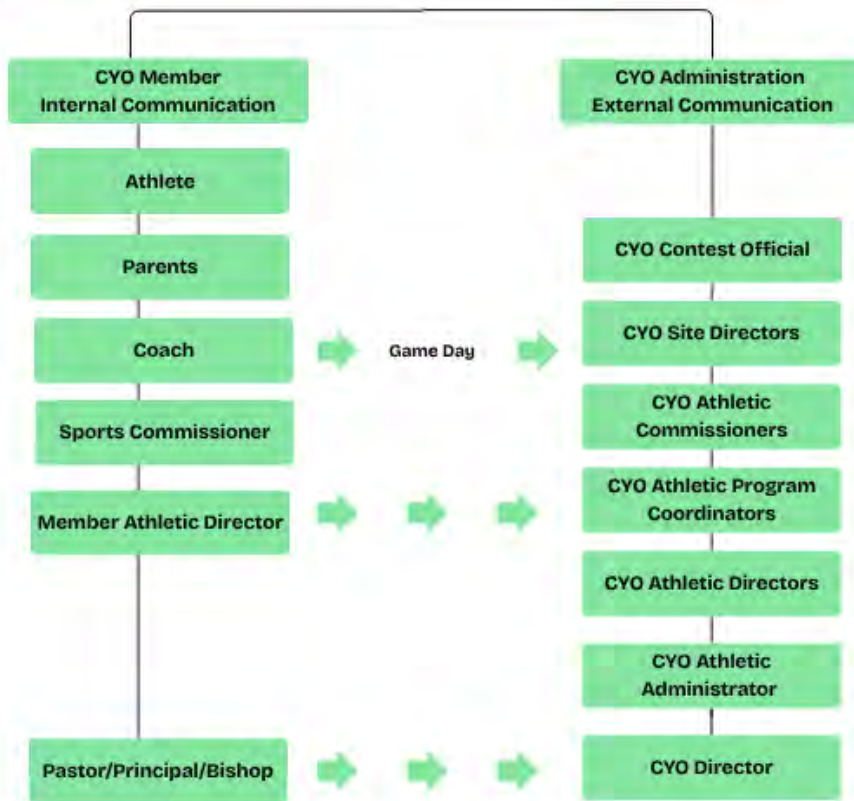 CYO Member
Internal Communication
Athlete
Parents
Coach
Sports Commissioner
Member Athletic Director
Pastor/Principal/Bishop
Game Day
CYO Administration
External Communication
CYO Contest Official
CYO Site Directors
CYO Athletic
Commissioners
CYO Athletic Program
Coordinators
CYO Athletic Directors
CYO Athletic
Administrator
CYO Director